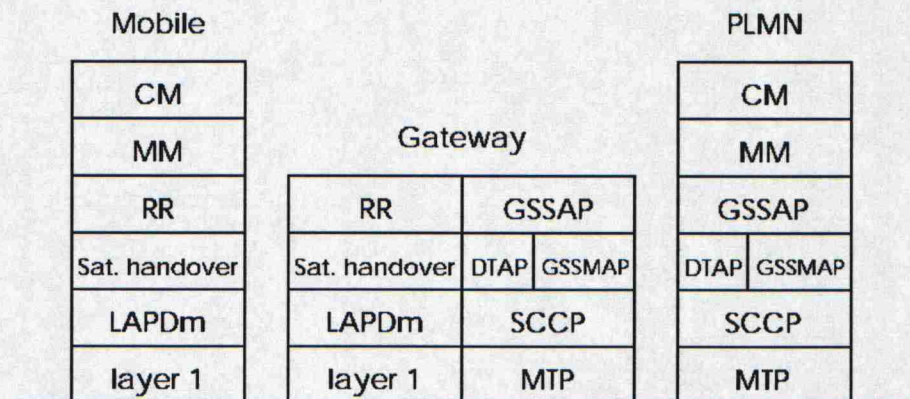 Mobile
PLMN
CM
CM
Gateway
MM
MM
RR
RR
GSSAP
GSSAP
Sat. handover
Sat. handover
DTAP
GSSMAP
DTAP
GSSMAP
LAPDm
LAPDm
SCCP
SCCP
layer 1
layer 1
MTP
MTP